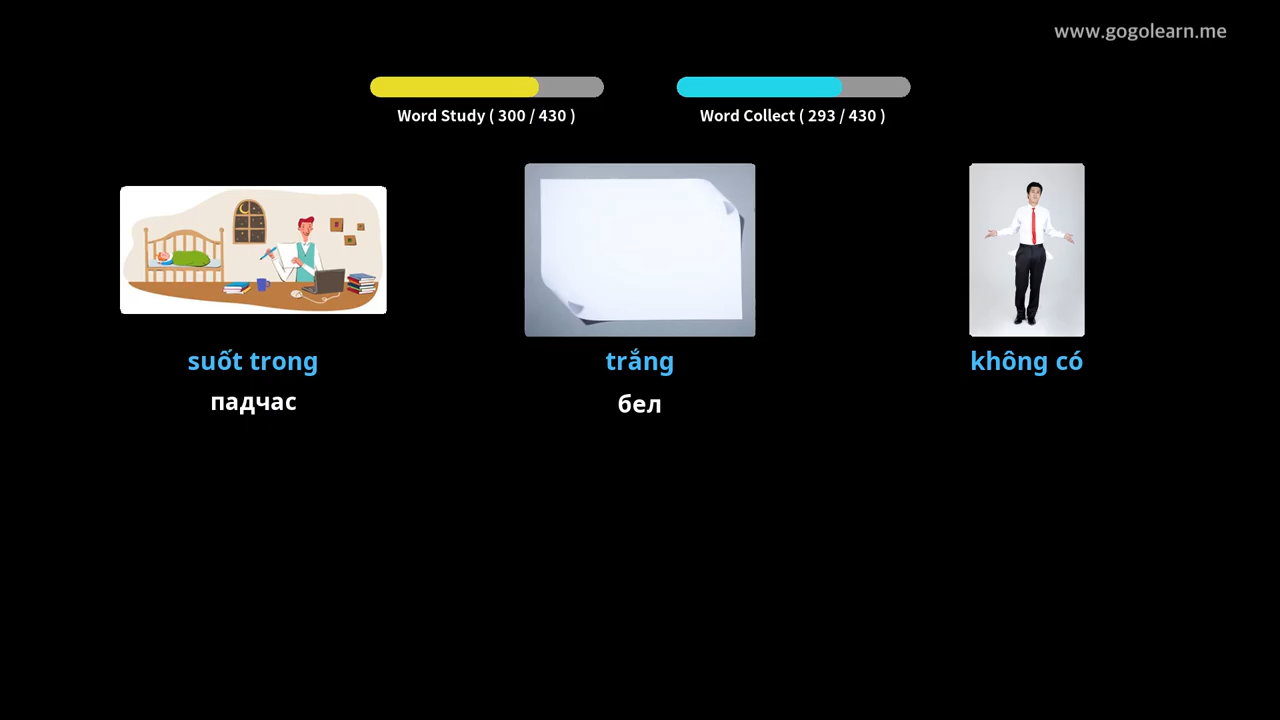 www.gogolearn.me
Word Study ( 300 / 430 )
Word Collect ( 293 / 430 )
suốt trong
trắng
không có
падчас
бел